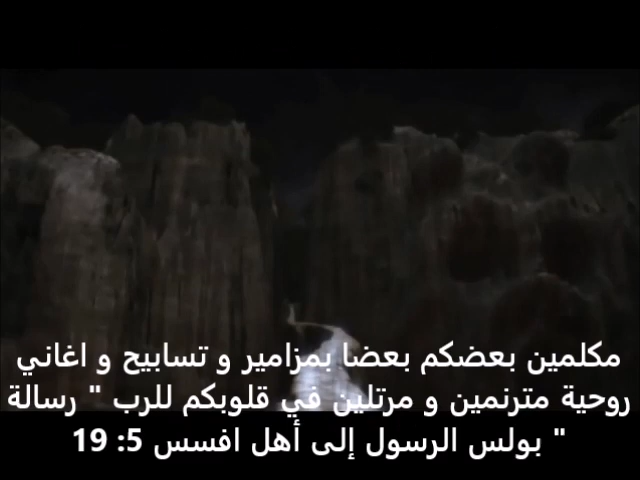 مكلمين بعضكم بعضا بمزامير و تسابيح و اغاني
روحية مترنمين و مرتلين في قلوبكم للرب " رسالة
بولس الرسول إلى أهل افسس 5: 19 "